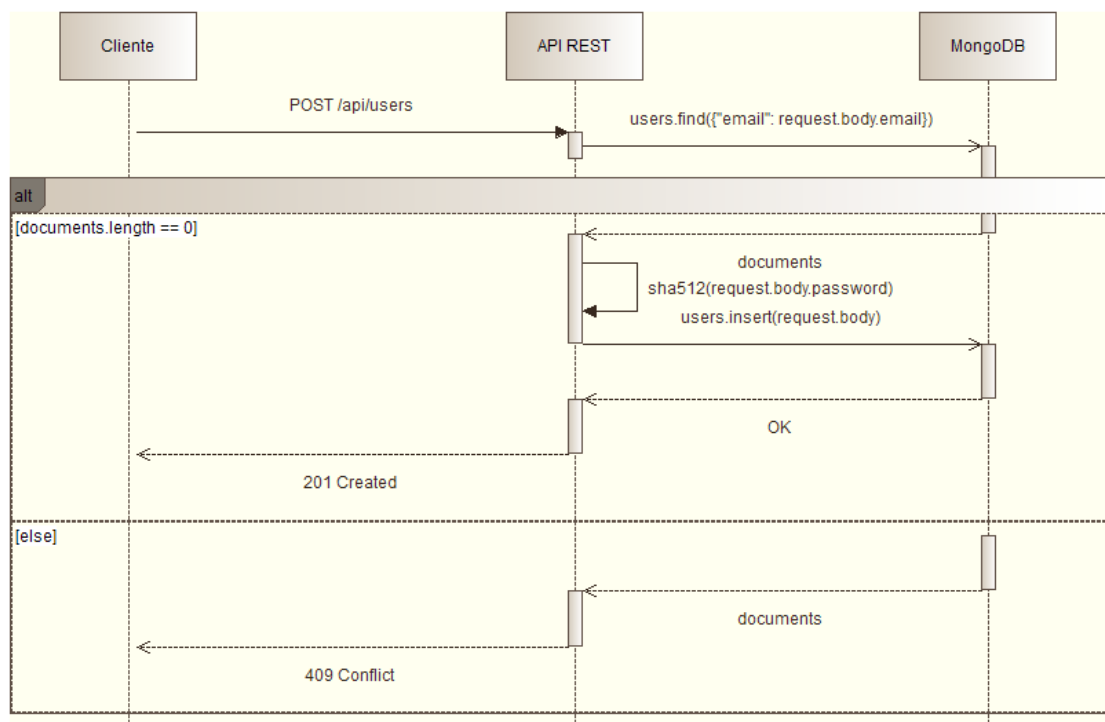 Cliente
API REST
MongoDB
POST /api/users
users.find({"email": request.body.email})
alt
[documents.length == 0]
documents
sha512(request.body.password)
users.insert(request.body)
OK
201 Created
[else]
documents
409 Conflict